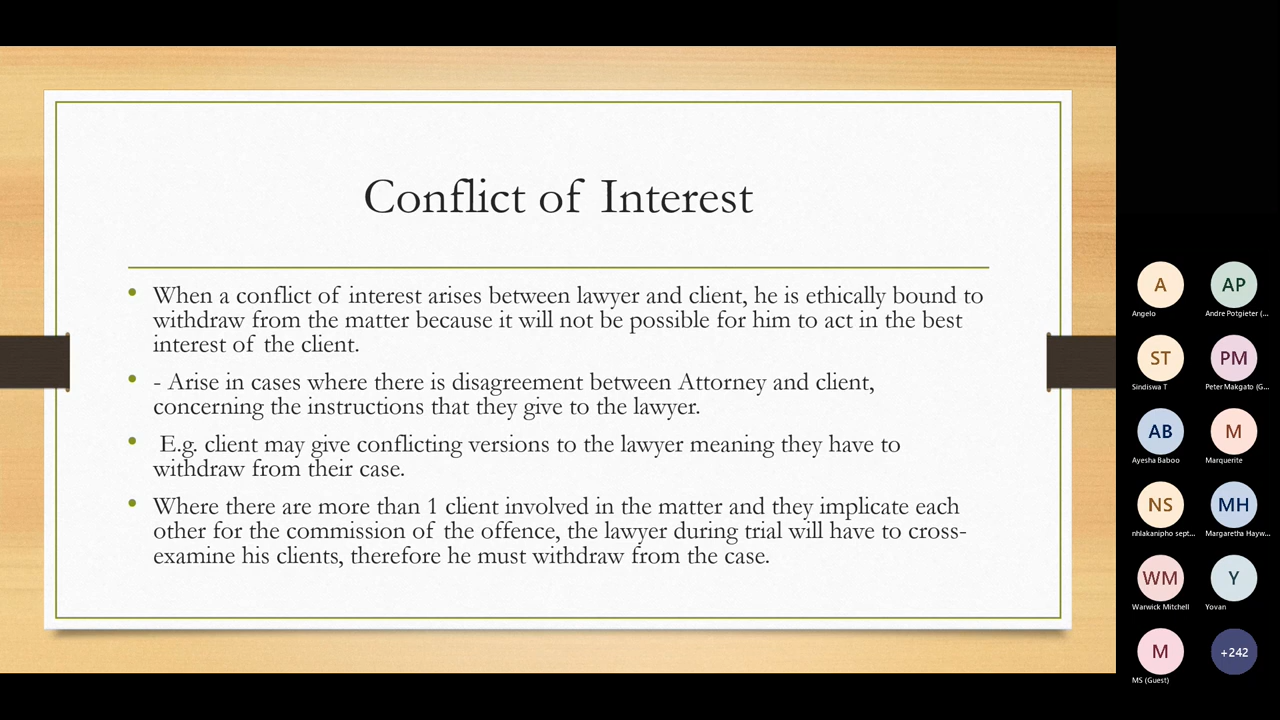 Conflict of Interest
• When a conflict of interest arises between lawyer and client, he is ethically bound to
withdraw from the matter because it will not be possible for him to act in the best
interest of the client.
• - Arise in cases where there is disagreement between Attorney and client,
concerning the instructions that they give to the lawyer.
• E.g. client may give conflicting versions to the lawyer meaning they have to
withdraw from their case.
• Where there are more than 1 client involved in the matter and they implicate each
other for the commission of the offence, the lawyer during trial will have to cross-
examine his clients, therefore he must withdraw from the case.
A
Angelo
AP
Andre Potgieter (...
ST
Sindiswa T
PM
Peter Makgato (G...
AB
Ayesha Baboo
M
Marguerite
NS
nhlakanipho sept...
MH
Margaretha Hayw...
WM
Warwick Mitchell
Y
Yovan
M
MS (Guest)
+242